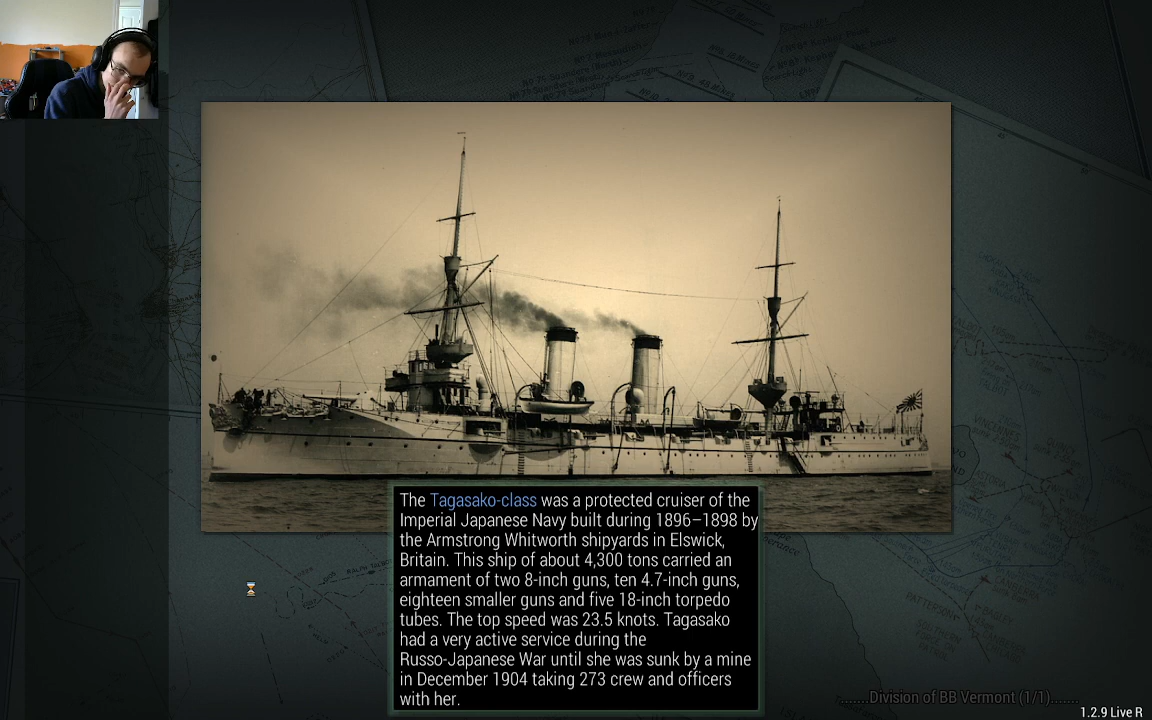 The Tagasako-class was a protected cruiser of the
Imperial Japanese Navy built during 1896–1898 by
the Armstrong Whitworth shipyards in Elswick,
Britain. This ship of about 4,300 tons carried an
armament of two 8-inch guns, ten 4.7-inch guns,
eighteen smaller guns and five 18-inch torpedo
tubes. The top speed was 23.5 knots. Tagasako
had a very active service during the
Russo-Japanese War until she was sunk by a mine
in December 1904 taking 273 crew and officers
with her.
.......Division of BB Vermont (1/1).......
1.2.9 Live R